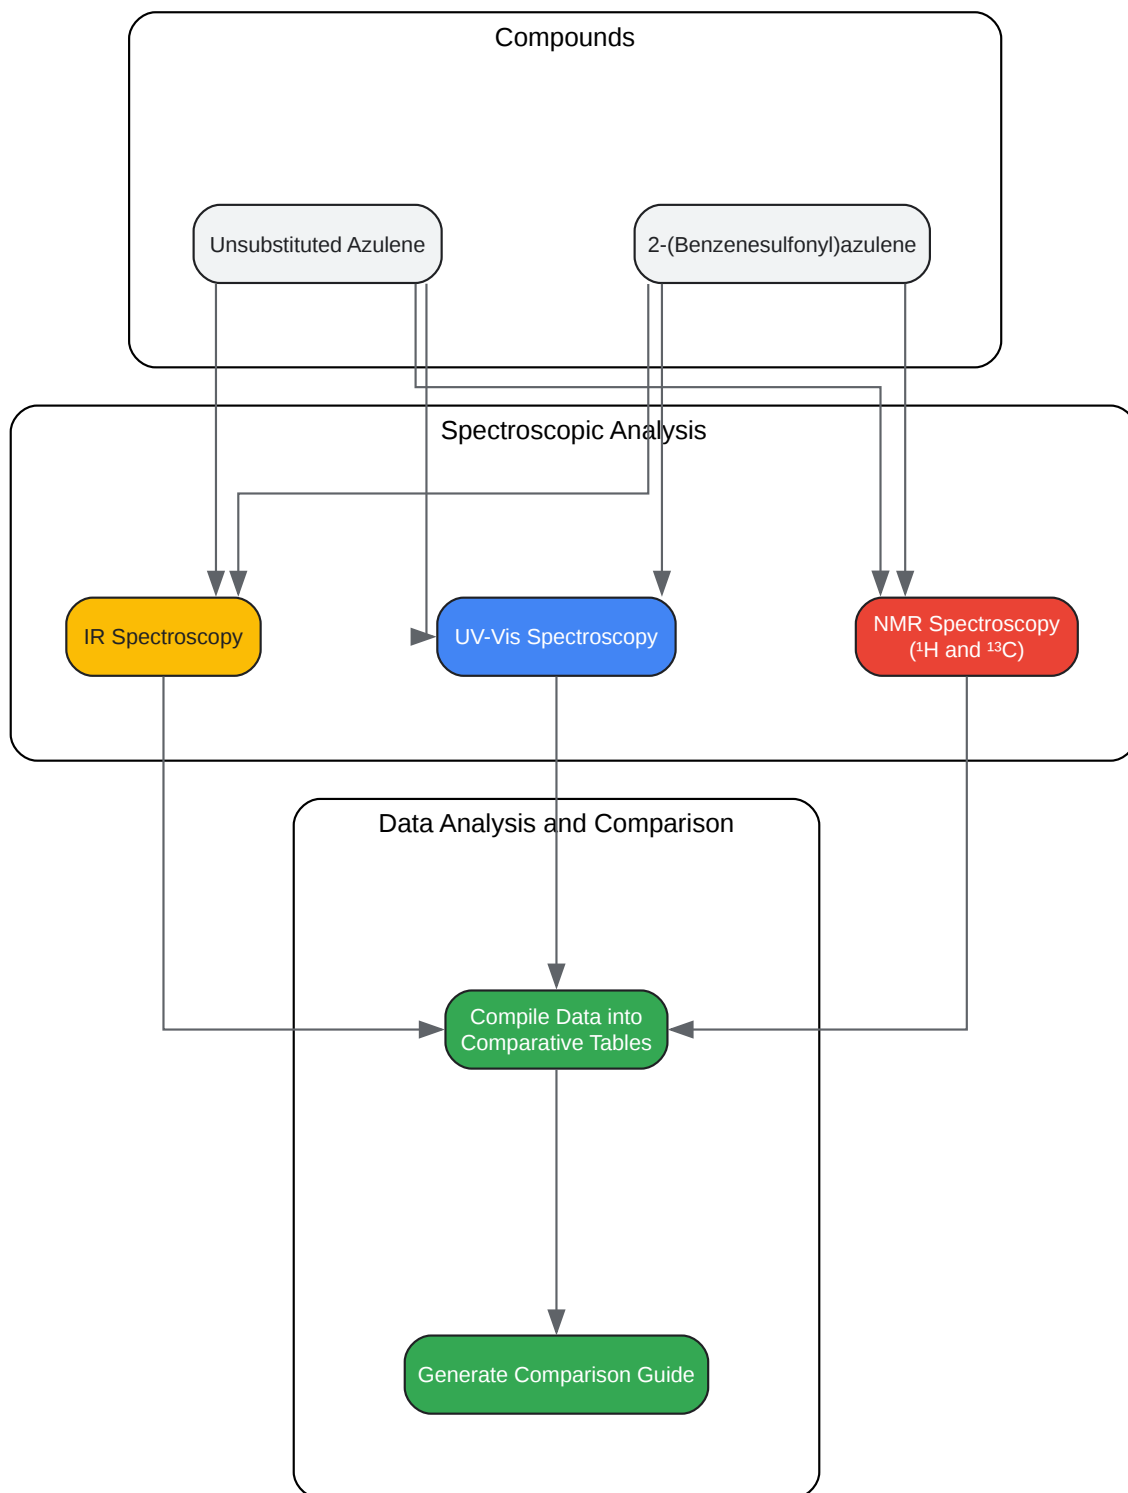 Compounds
Unsubstituted Azulene
2-(Benzenesulfonyl)azulene
Spectroscopic Analysis
IR Spectroscopy
UV-Vis Spectroscopy
NMR Spectroscopy
(¹H and ¹³C)
Data Analysis and Comparison
Compile Data into
Comparative Tables
Generate Comparison Guide